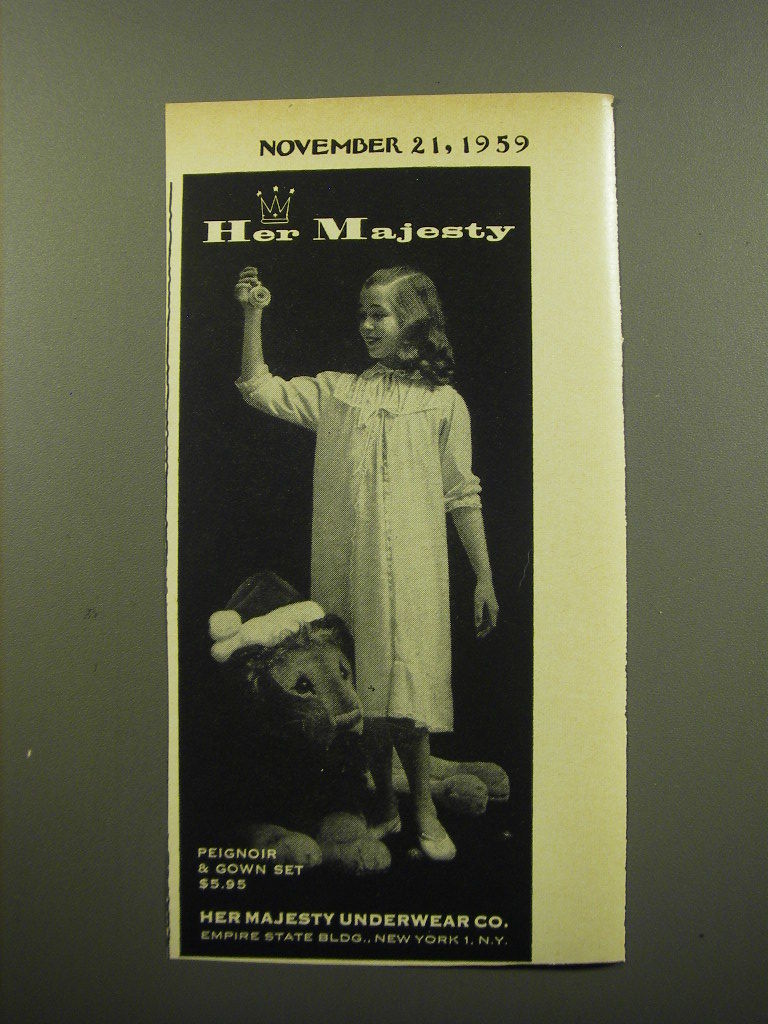 NOVEMBER 21, 1959
Her Majesty
PEIGNOIR
& GOWN SET
$5.95
HER MAJESTY UNDERWEAR CO.
EMPIRE STATE BLDG., NEW YORK 1, N.Y.